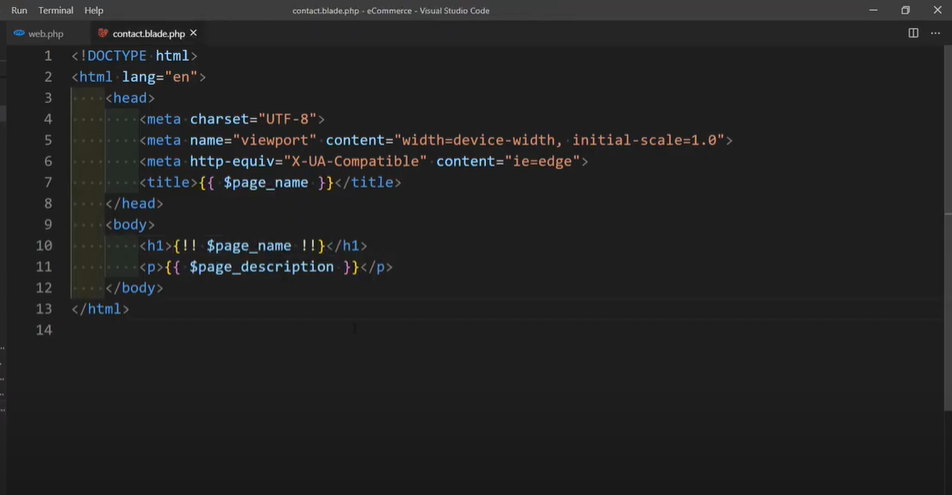 Run Terminal Help contact.blade.php - eCommerce - Visual Studio Code
web.php contact.blade.php
1 <!DOCTYPE html>
2 <html lang="en">
3 <head>
4 <meta charset="UTF-8">
5 <meta name="viewport" content="width=device-width, initial-scale=1.0">
6 <meta http-equiv="X-UA-Compatible" content="ie=edge">
7 <title>{{ $page_name }}</title>
8 </head>
9 <body>
10 <h1>{!! $page_name !!}</h1>
11 <p>{{ $page_description }}</p>
12 </body>
13 </html>
14